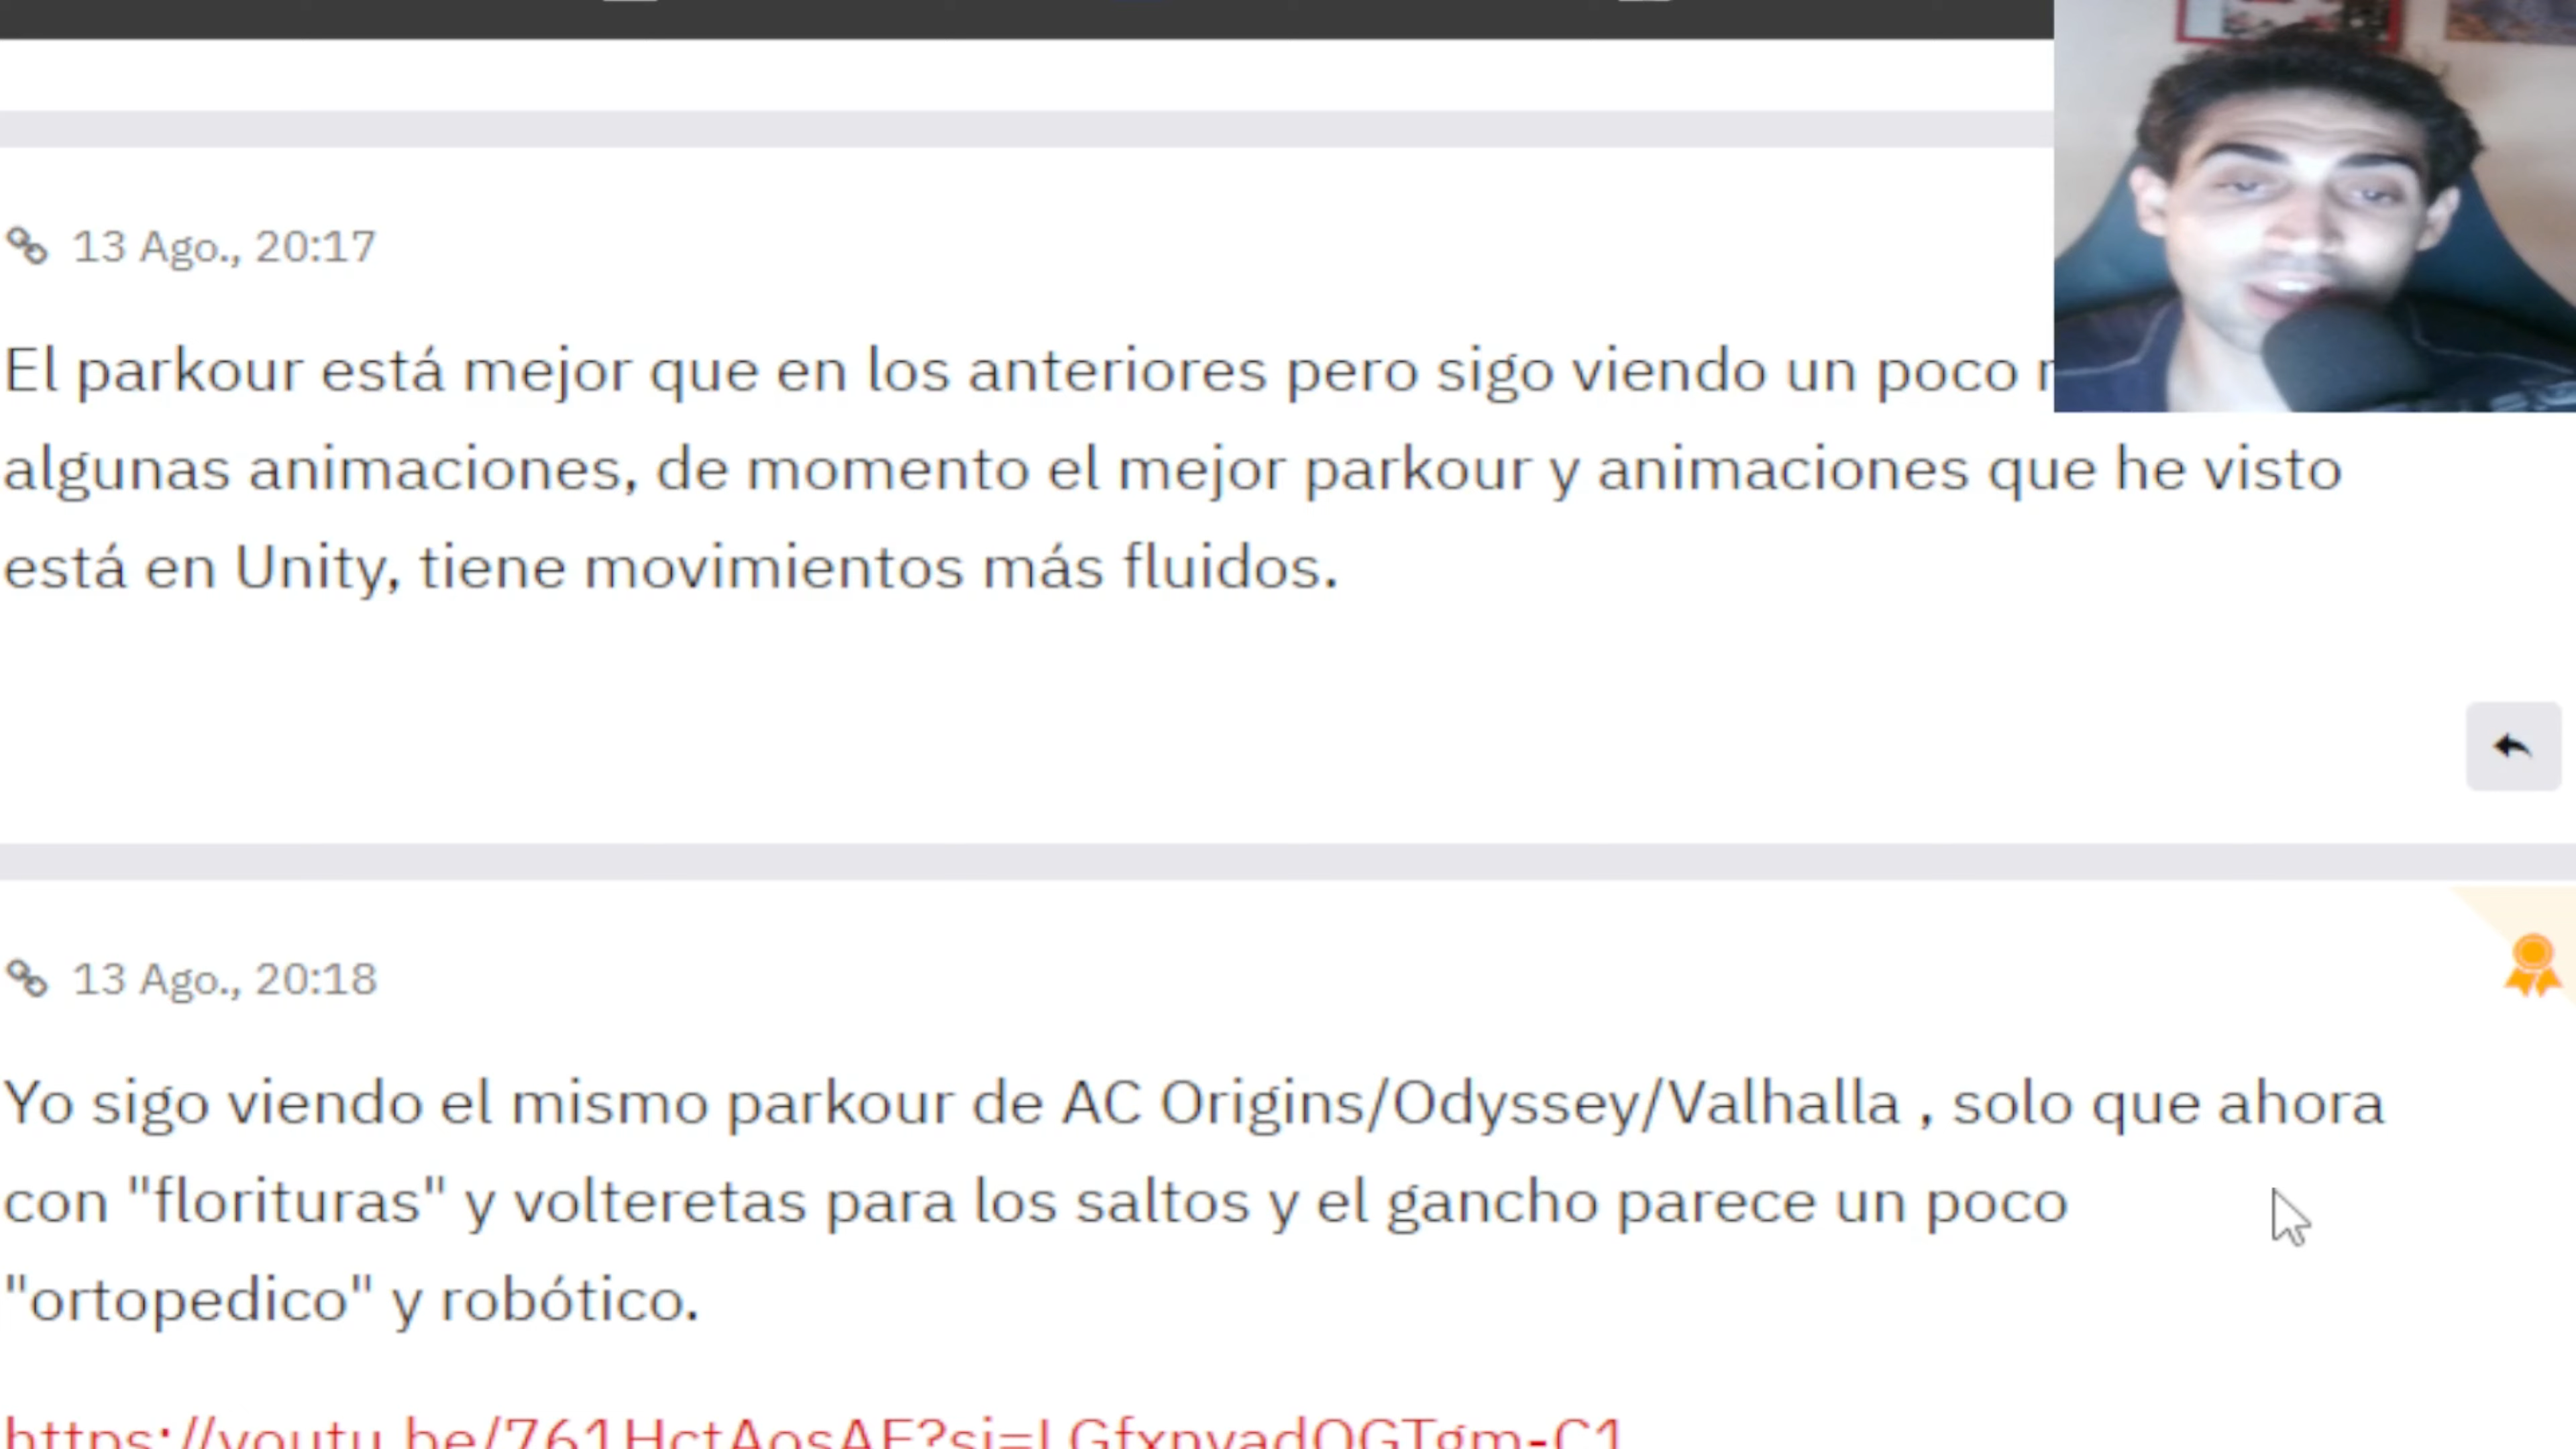 13 Ago., 20:17
El parkour está mejor que en los anteriores pero sigo viendo un poco
algunas animaciones, de momento el mejor parkour y animaciones que he visto
está en Unity, tiene movimientos más fluidos.
13 Ago., 20:18
Yo sigo viendo el mismo parkour de AC Origins/Odyssey/Valhalla , solo que ahora
con "florituras" y volteretas para los saltos y el gancho parece un poco
"ortopedico" y robótico.